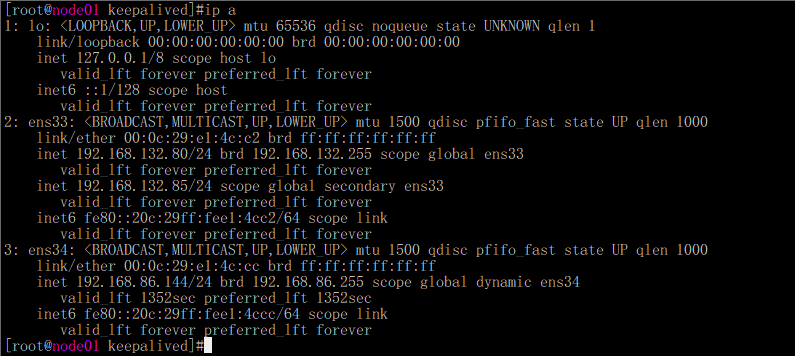 [root@node01 keepalived]#ip a
1: lo: <LOOPBACK,UP,LOWER_UP> mtu 65536 qdisc noqueue state UNKNOWN qlen 1
    link/loopback 00:00:00:00:00:00 brd 00:00:00:00:00:00
    inet 127.0.0.1/8 scope host lo
       valid_lft forever preferred_lft forever
    inet6 ::1/128 scope host
       valid_lft forever preferred_lft forever
2: ens33: <BROADCAST,MULTICAST,UP,LOWER_UP> mtu 1500 qdisc pfifo_fast state UP qlen 1000
    link/ether 00:0c:29:e1:4c:c2 brd ff:ff:ff:ff:ff:ff
    inet 192.168.132.80/24 brd 192.168.132.255 scope global ens33
       valid_lft forever preferred_lft forever
    inet 192.168.132.85/24 scope global secondary ens33
       valid_lft forever preferred_lft forever
    inet6 fe80::20c:29ff:fee1:4cc2/64 scope link
       valid_lft forever preferred_lft forever
3: ens34: <BROADCAST,MULTICAST,UP,LOWER_UP> mtu 1500 qdisc pfifo_fast state UP qlen 1000
    link/ether 00:0c:29:e1:4c:cc brd ff:ff:ff:ff:ff:ff
    inet 192.168.86.144/24 brd 192.168.86.255 scope global dynamic ens34
       valid_lft 1352sec preferred_lft 1352sec
    inet6 fe80::20c:29ff:fee1:4ccc/64 scope link
       valid_lft forever preferred_lft forever
[root@node01 keepalived]#